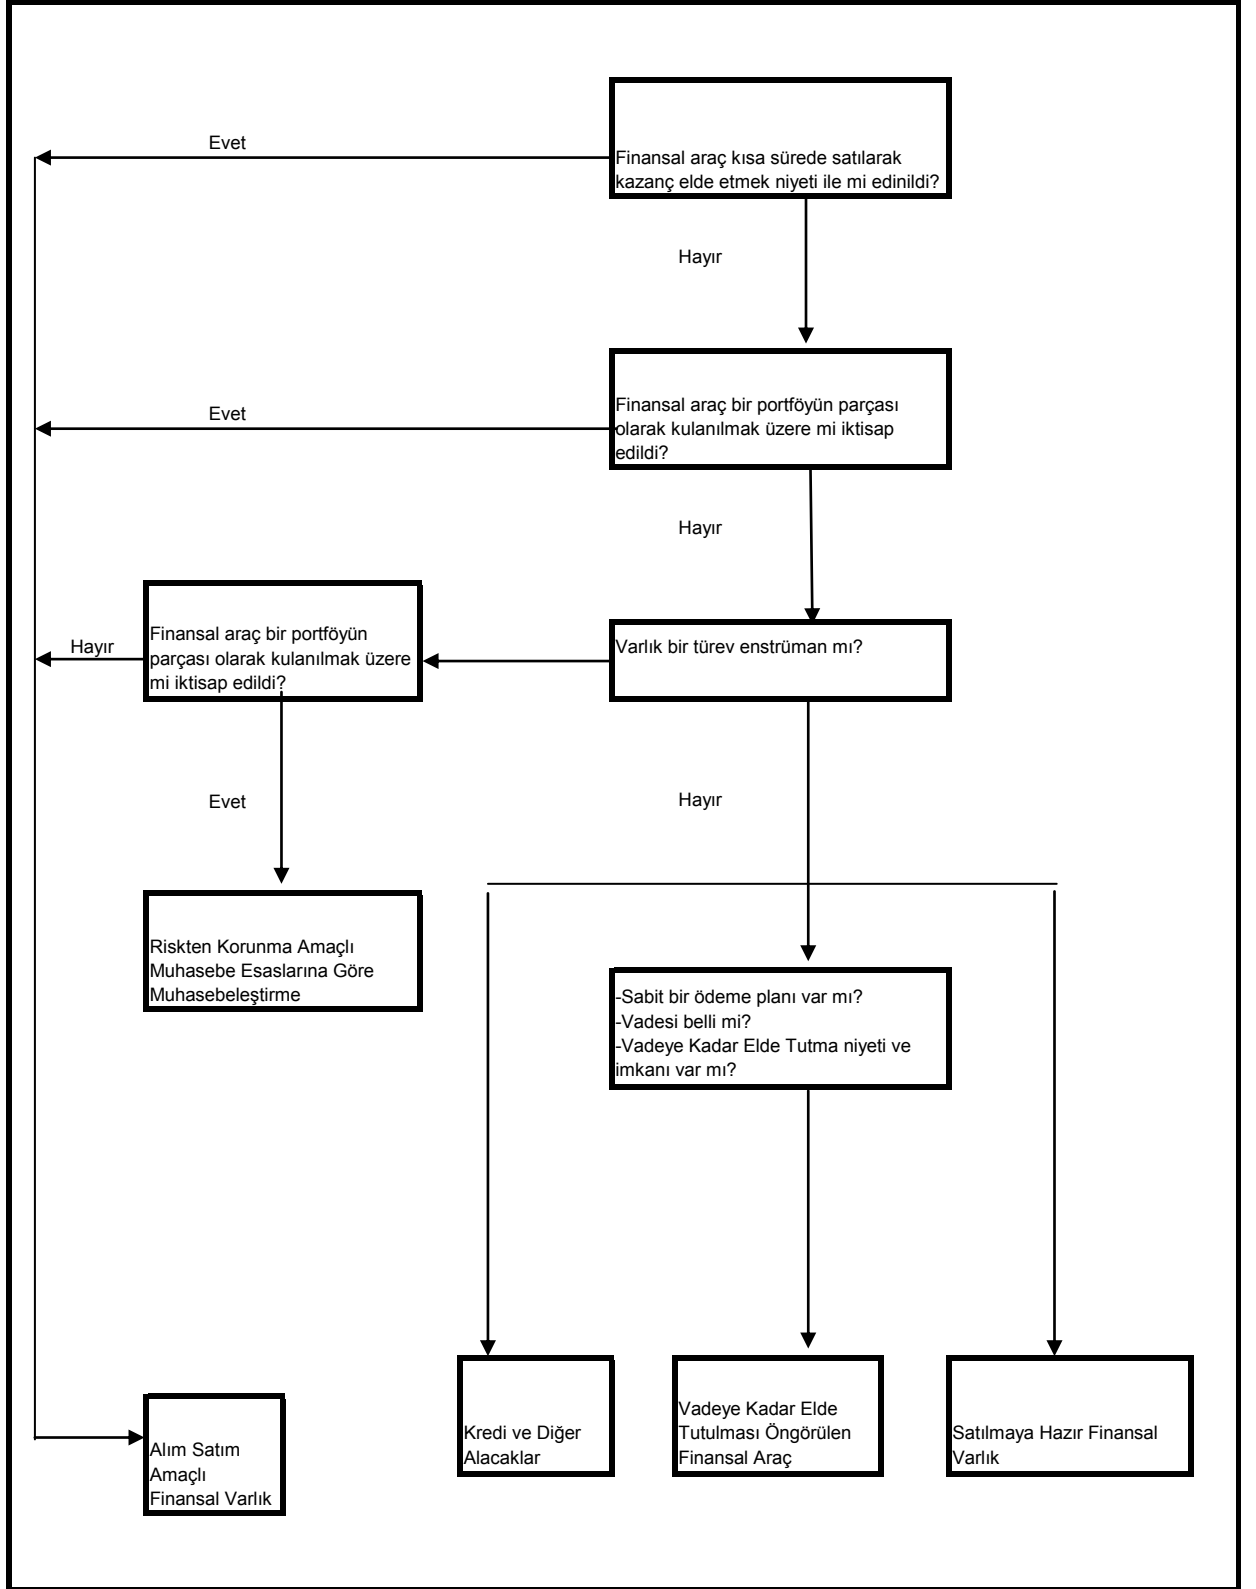 Evet
Finansal araç kısa sürede satılarak
kazanç elde etmek niyeti ile mi edinildi?
Hayır
Evet
Finansal araç bir portföyün parçası
olarak kulanılmak üzere mi iktisap
edildi?
Hayır
Hayır
Finansal araç bir portföyün
parçası olarak kulanılmak üzere
mi iktisap edildi?
Varlık bir türev enstrüman mı?
Evet
Hayır
Riskten Korunma Amaçlı
Muhasebe Esaslarına Göre
Muhasebeleştirme
-Sabit bir ödeme planı var mı?
-Vadesi belli mi?
-Vadeye Kadar Elde Tutma niyeti ve
imkanı var mı?
Alım Satım
Amaçlı
Finansal Varlık
Kredi ve Diğer
Alacaklar
Vadeye Kadar Elde
Tutulması Öngörülen
Finansal Araç
Satılmaya Hazır Finansal
Varlık